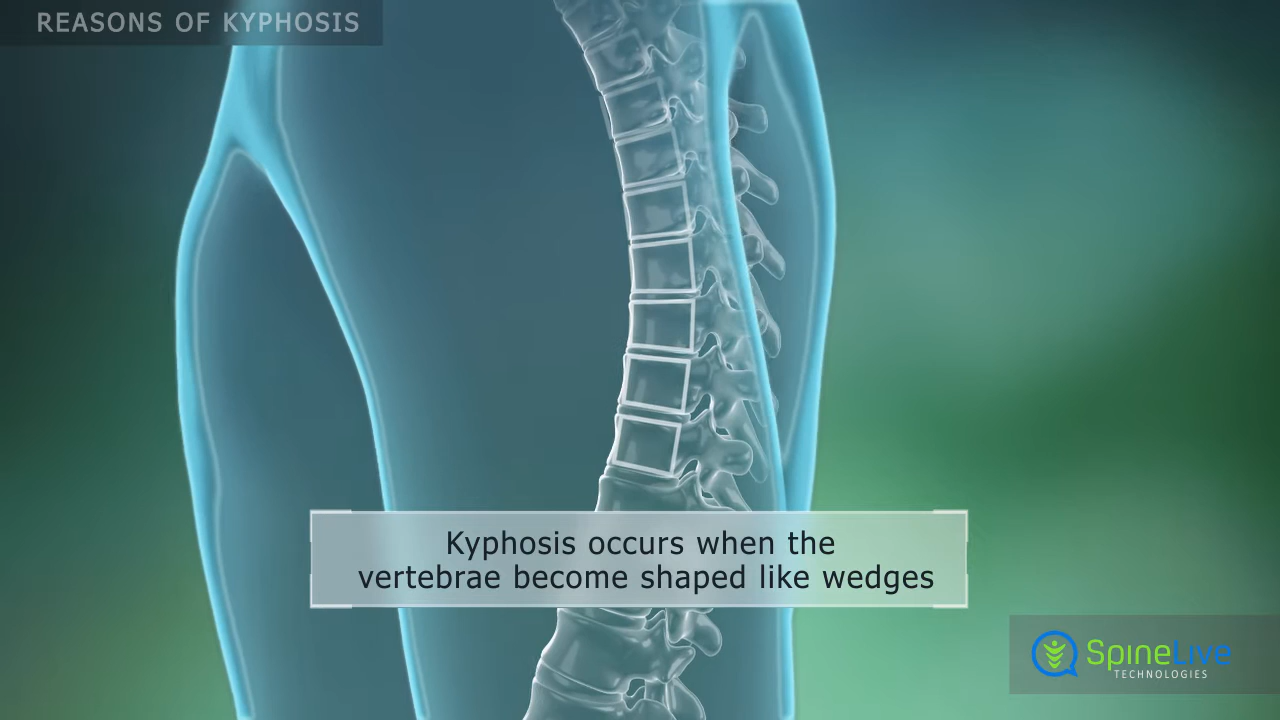 REASONS OF KYPHOSIS
Kyphosis occurs when the
vertebrae become shaped like wedges
SpineLive
TECHNOLOGIES